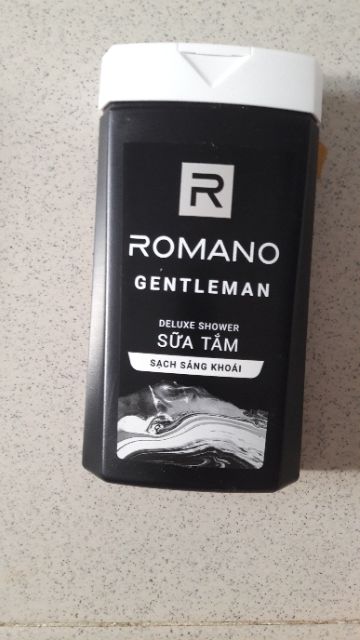 R
ROMANO
GENTLEMAN
DELUXE SHOWER
SỮA TẮM
SẠCH SẢNG KHOÁI